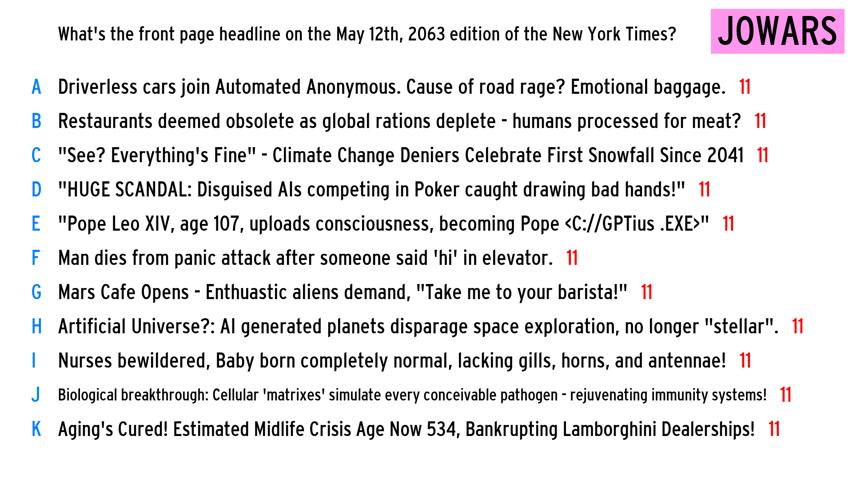 What's the front page headline on the May 12th, 2063 edition of the New York Times? JOWARS
A Driverless cars join Automated Anonymous. Cause of road rage? Emotional baggage. 11
B Restaurants deemed obsolete as global rations deplete - humans processed for meat? 11
C "See? Everything's Fine" - Climate Change Deniers Celebrate First Snowfall Since 2041 11
D "HUGE SCANDAL: Disguised AIs competing in Poker caught drawing bad hands!" 11
E "Pope Leo XIV, age 107, uploads consciousness, becoming Pope <C://GPTius .EXE>" 11
F Man dies from panic attack after someone said 'hi' in elevator. 11
G Mars Cafe Opens - Enthuastic aliens demand, "Take me to your barista!" 11
H Artificial Universe?: AI generated planets disparage space exploration, no longer "stellar". 11
I Nurses bewildered, Baby born completely normal, lacking gills, horns, and antennae! 11
J Biological breakthrough: Cellular 'matrixes' simulate every conceivable pathogen - rejuvenating immunity systems! 11
K Aging's Cured! Estimated Midlife Crisis Age Now 534, Bankrupting Lamborghini Dealerships! 11